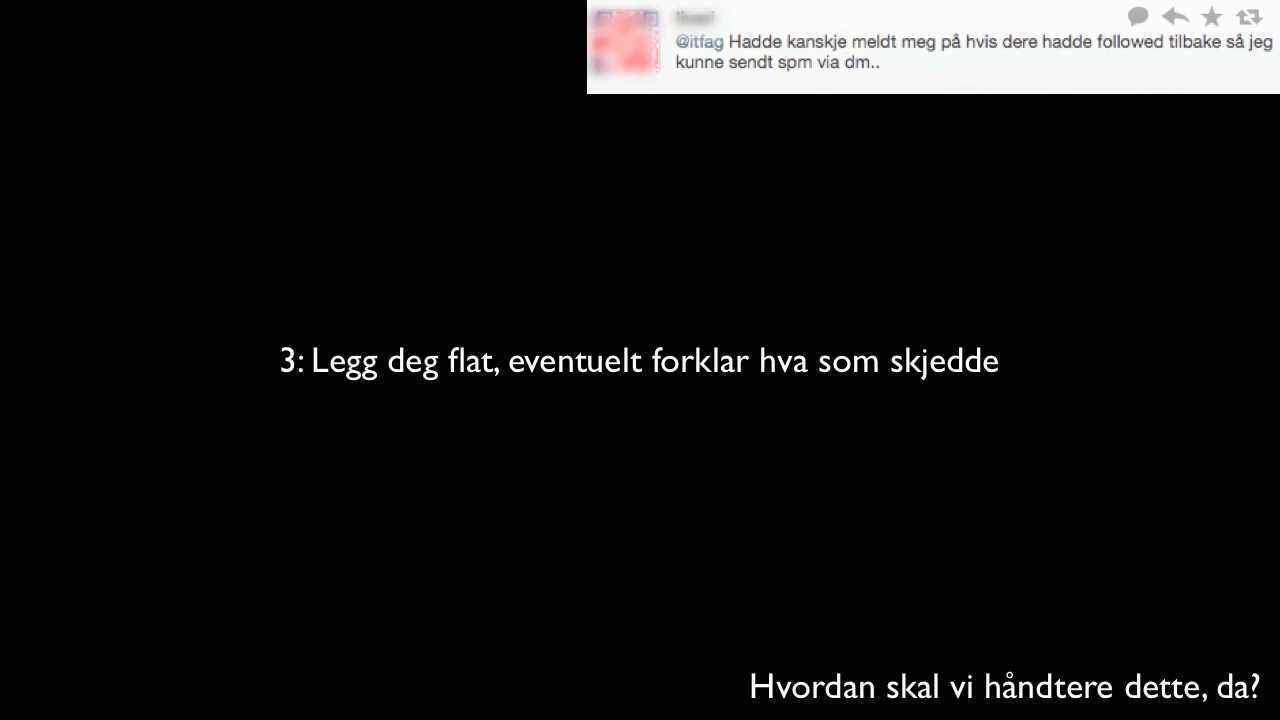 @itfag Hadde kanskje meldt meg på hvis dere hadde followed tilbake så jeg
kunne sendt spm via dm..
3: Legg deg flat, eventuelt forklar hva som skjedde
Hvordan skal vi håndtere dette, da?